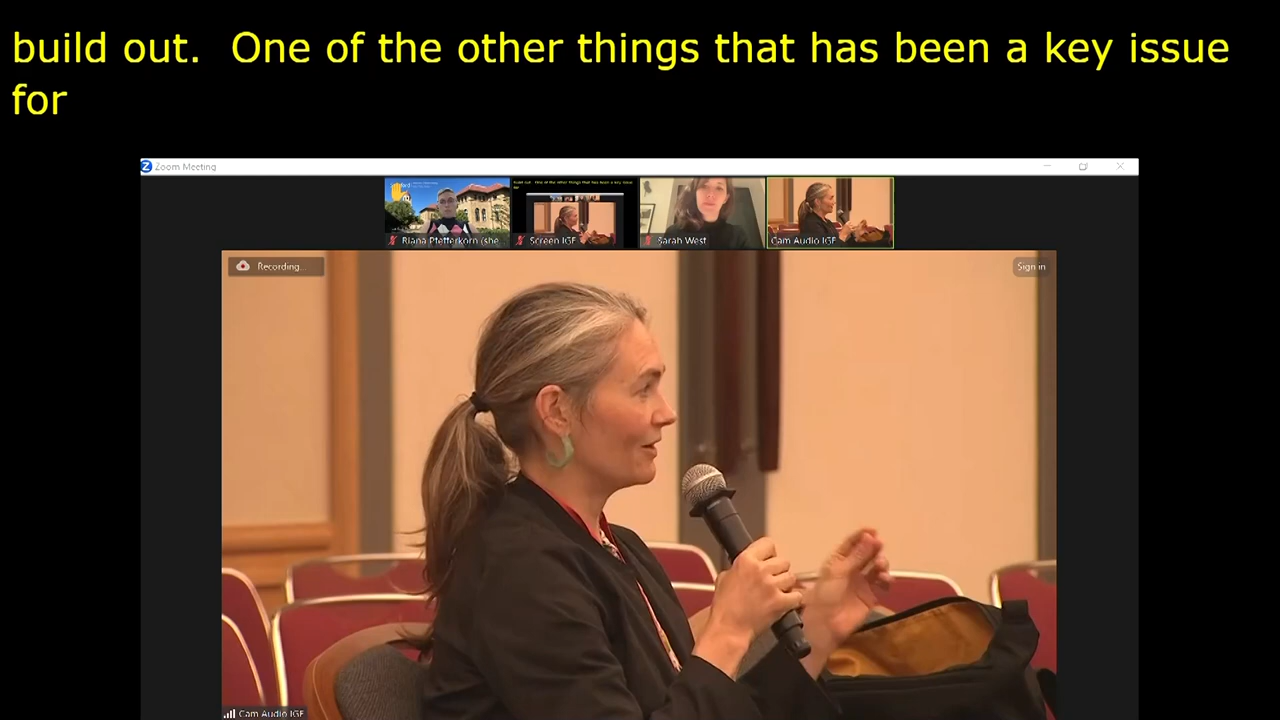 build out.  One of the other things that has been a key issue
for
Zoom Meeting
Riana Pfefferkorn (she
Screen IGF
Sarah West
Cam Audio IGF
Recording...
Sign in
Cam Audio IGF